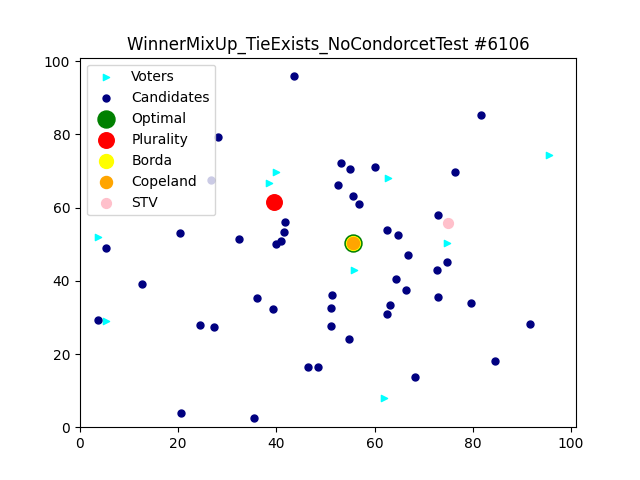 WinnerMixUp_TieExists_NoCondorcetTest #6106
100
80
60
40
20
0
Voters
Candidates
Optimal
Plurality
Borda
Copeland
STV
0 20 40 60 80 100